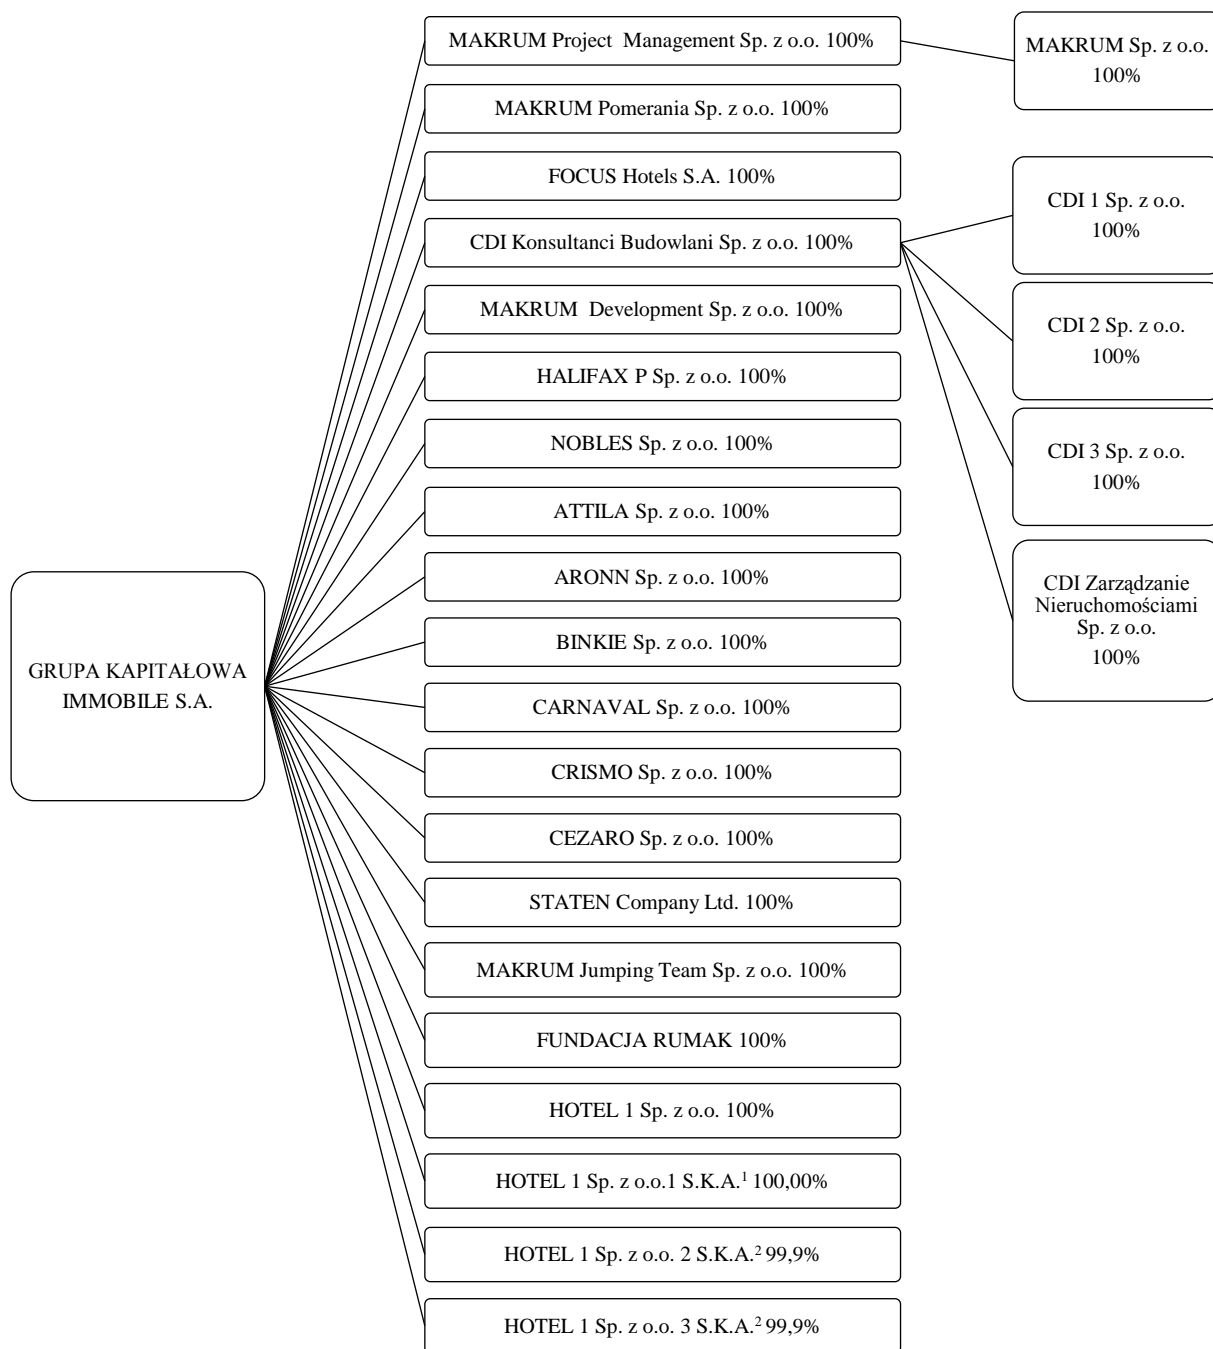 GRUPA KAPITAŁOWA
IMMOBILE S.A.
MAKRUM Project  Management Sp. z o.o. 100%
MAKRUM Pomerania Sp. z o.o. 100%
FOCUS Hotels S.A. 100%
CDI Konsultanci Budowlani Sp. z o.o. 100%
MAKRUM  Development Sp. z o.o. 100%
HALIFAX P Sp. z o.o. 100%
NOBLES Sp. z o.o. 100%
ATTILA Sp. z o.o. 100%
ARONN Sp. z o.o. 100%
BINKIE Sp. z o.o. 100%
CARNAVAL Sp. z o.o. 100%
CRISMO Sp. z o.o. 100%
CEZARO Sp. z o.o. 100%
STATEN Company Ltd. 100%
MAKRUM Jumping Team Sp. z o.o. 100%
FUNDACJA RUMAK 100%
HOTEL 1 Sp. z o.o. 100%
HOTEL 1 Sp. z o.o.1 S.K.A.¹ 100,00%
HOTEL 1 Sp. z o.o. 2 S.K.A.² 99,9%
HOTEL 1 Sp. z o.o. 3 S.K.A.² 99,9%
MAKRUM Sp. z o.o.
100%
CDI 1 Sp. z o.o.
100%
CDI 2 Sp. z o.o.
100%
CDI 3 Sp. z o.o.
100%
CDI Zarządzanie
Nieruchomościami
Sp. z o.o.
100%